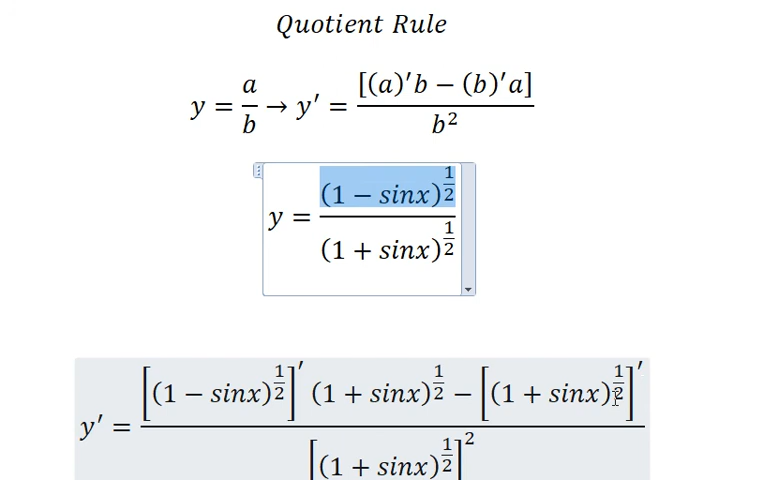 Quotient Rule
y = a/b → y' = [(a)'b − (b)'a]/b²
y = (1 − sinx)^(1/2)/(1 + sinx)^(1/2)
y' = [(1 − sinx)^(1/2)]' (1 + sinx)^(1/2) − [(1 + sinx)^(1/2)]' / [(1 + sinx)^(1/2)]²